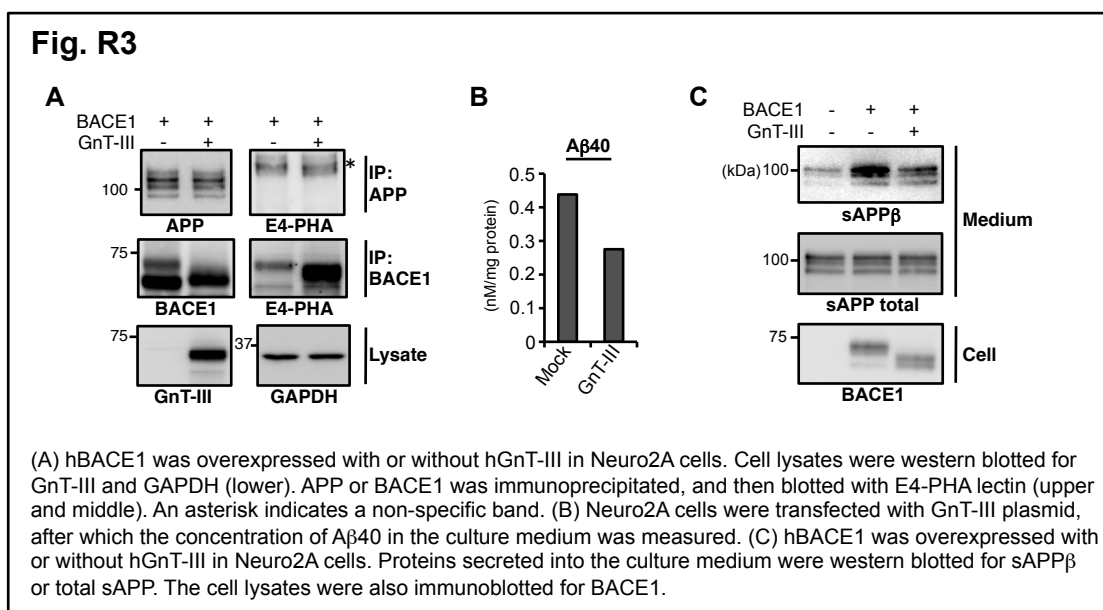 Fig. R3
A
BACE1 + + + +
GnT-III - + - +
100
*
IP:
APP
APP
E4-PHA
75
IP:
BACE1
BACE1
E4-PHA
75
37
Lysate
GnT-III
GAPDH
B
Aβ40
(nM/mg protein)
0.5
0.4
0.3
0.2
0.1
0
Mock
GnT-III
C
BACE1 - + +
GnT-III - - +
(kDa) 100
sAPPβ
Medium
100
sAPP total
75
Cell
BACE1
(A) hBACE1 was overexpressed with or without hGnT-III in Neuro2A cells. Cell lysates were western blotted for
GnT-III and GAPDH (lower). APP or BACE1 was immunoprecipitated, and then blotted with E4-PHA lectin (upper
and middle). An asterisk indicates a non-specific band. (B) Neuro2A cells were transfected with GnT-III plasmid,
after which the concentration of Aβ40 in the culture medium was measured. (C) hBACE1 was overexpressed with
or without hGnT-III in Neuro2A cells. Proteins secreted into the culture medium were western blotted for sAPPβ
or total sAPP. The cell lysates were also immunoblotted for BACE1.